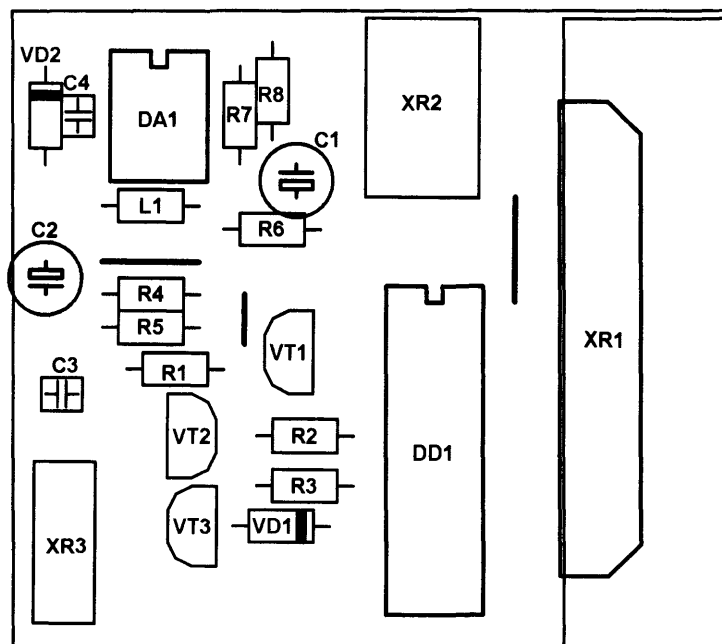 VD2
C4
DA1
R7
R8
XR2
C1
L1
R6
C2
R4
R5
VT1
XR1
C3
R1
VT2
R2
DD1
R3
XR3
VT3
VD1